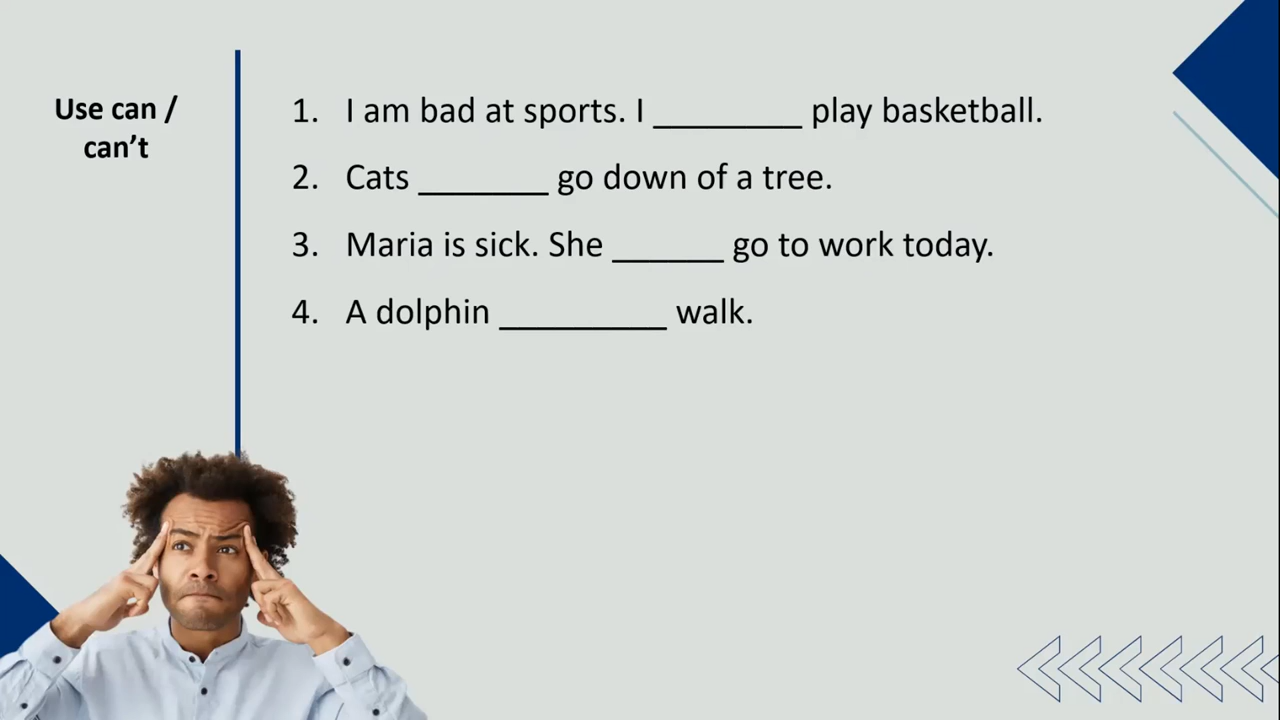 Use can /
can’t
1. I am bad at sports. I ________ play basketball.
2. Cats _______ go down of a tree.
3. Maria is sick. She ______ go to work today.
4. A dolphin _________ walk.